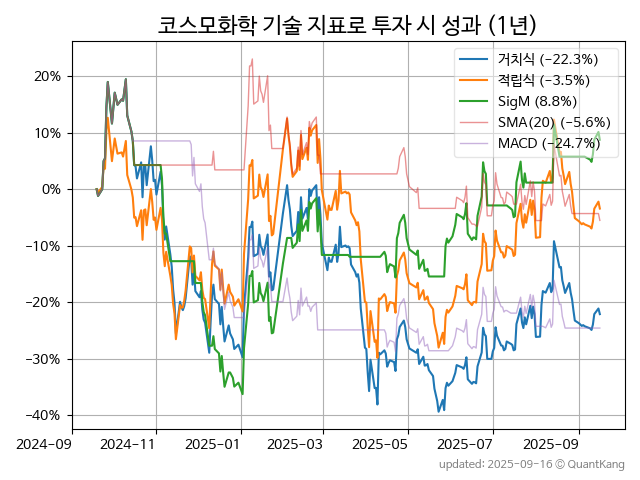 코스모화학 기술 지표로 투자 시 성과 (1년)
거치식 (-22.3%)
적립식 (-3.5%)
SigM (8.8%)
SMA(20) (-5.6%)
MACD (-24.7%)
20%
10%
0%
-10%
-20%
-30%
-40%
2024-09 2024-11 2025-01 2025-03 2025-05 2025-07 2025-09
updated: 2025-09-16 © QuantKang